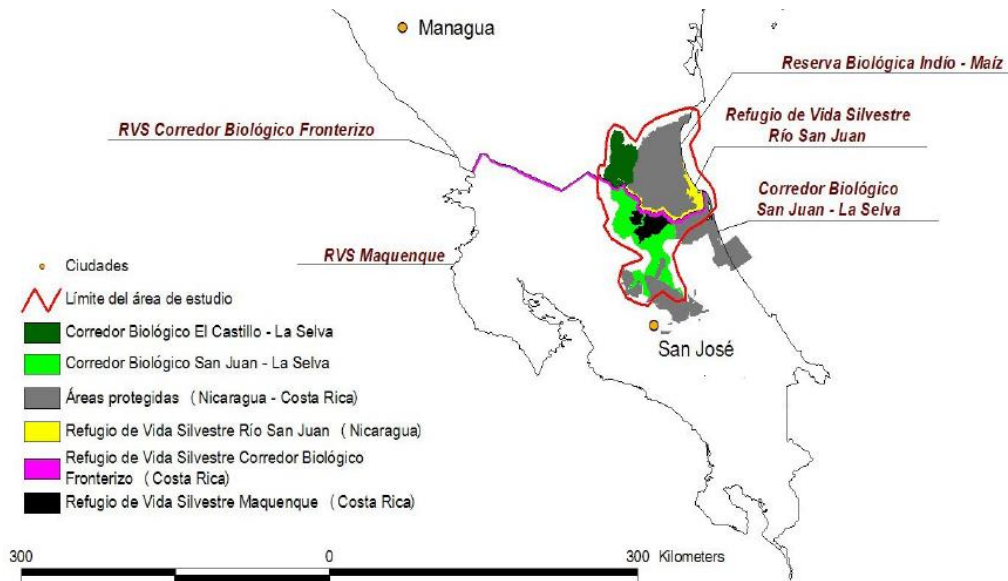 Managua
Reserva Biológica Indío - Maíz
RVS Corredor Biológico Fronterizo
Refugio de Vida Silvestre
Río San Juan
Corredor Biológico
San Juan - La Selva
RVS Maquenque
San José
Ciudades
Límite del área de estudio
Corredor Biológico El Castillo - La Selva
Corredor Biológico San Juan - La Selva
Áreas protegidas ( Nicaragua - Costa Rica)
Refugio de Vida Silvestre Río San Juan ( Nicaragua)
Refugio de Vida Silvestre Corredor Biológico
Fronterizo ( Costa Rica)
Refugio de Vida Silvestre Maquenque ( Costa Rica)
300 0 300 Kilometers